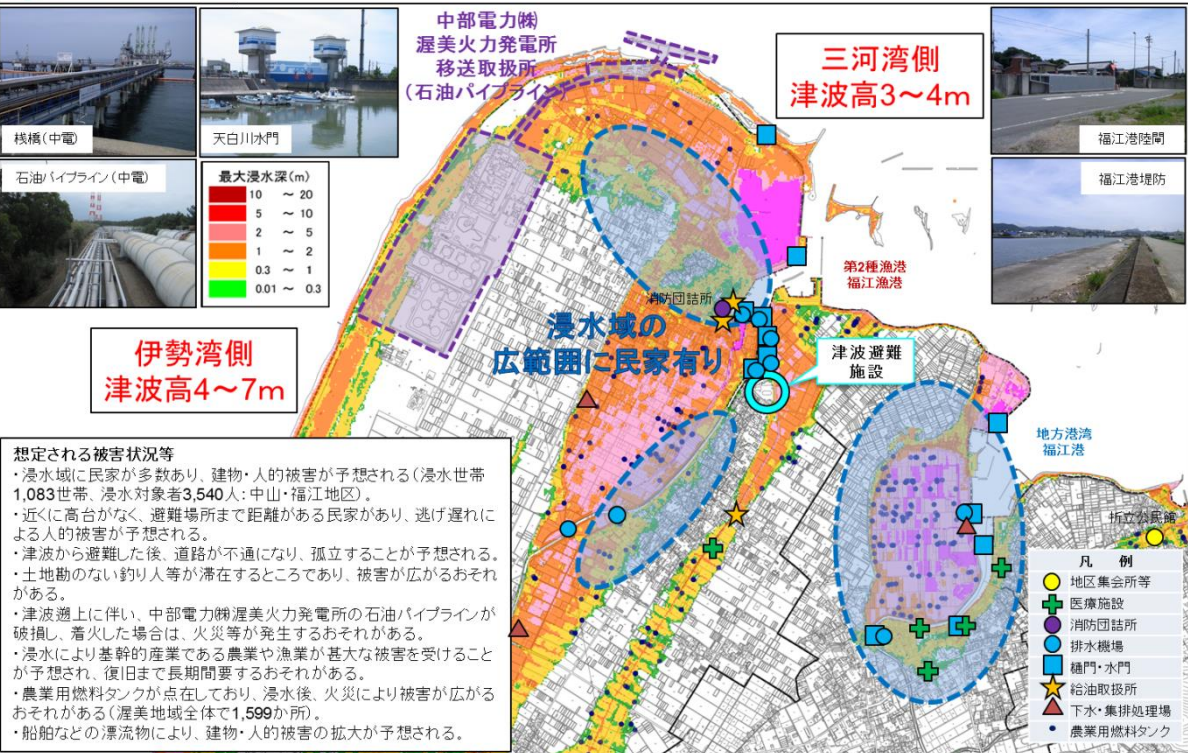 中部電力㈱
渥美火力発電所
移送取扱所
（石油パイプライン）
三河湾側
津波高3～4m
桟橋(中電)
天白川水門
福江港陸閘
石油パイプライン(中電)
福江港堤防
最大浸水深(m)
10 ～ 20
5 ～ 10
2 ～ 5
1 ～ 2
0.3 ～ 1
0.01 ～ 0.3
第2種漁港
福江漁港
消防団詰所
浸水域の
広範囲に民家有り
津波避難
施設
伊勢湾側
津波高4～7m
地方港湾
福江港
折立公民館
想定される被害状況等
・浸水域に民家が多数あり、建物・人的被害が予想される（浸水世帯
1,083世帯、浸水対象者3,540人：中山・福江地区）。
・近くに高台がなく、避難場所まで距離がある民家があり、逃げ遅れに
よる人的被害が予想される。
・津波から避難した後、道路が不通になり、孤立することが予想される。
・土地勘のない釣り人等が滞在するところであり、被害が広がるおそれ
がある。
・津波遡上に伴い、中部電力㈱渥美火力発電所の石油パイプラインが
破損し、着火した場合は、火災等が発生するおそれがある。
・浸水により基幹的産業である農業や漁業が甚大な被害を受けること
が予想され、復旧まで長期間要するおそれがある。
・農業用燃料タンクが点在しており、浸水後、火災により被害が広がる
おそれがある（渥美地域全体で1,599か所）。
・船舶などの漂流物により、建物・人的被害の拡大が予想される。
凡 例
地区集会所等
医療施設
消防団詰所
排水機場
樋門・水門
給油取扱所
下水・集排処理場
農業用燃料タンク